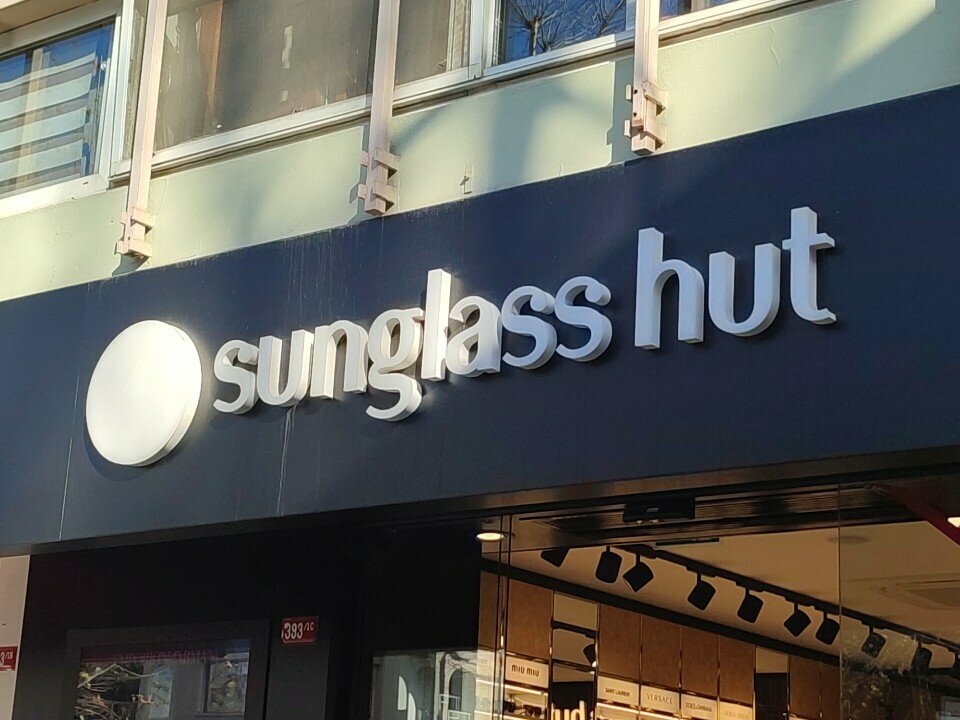 sunglass hut
393/1C
MIU MIU
SAINT LAURENT
VERSACE
DOLCE&GABBANA